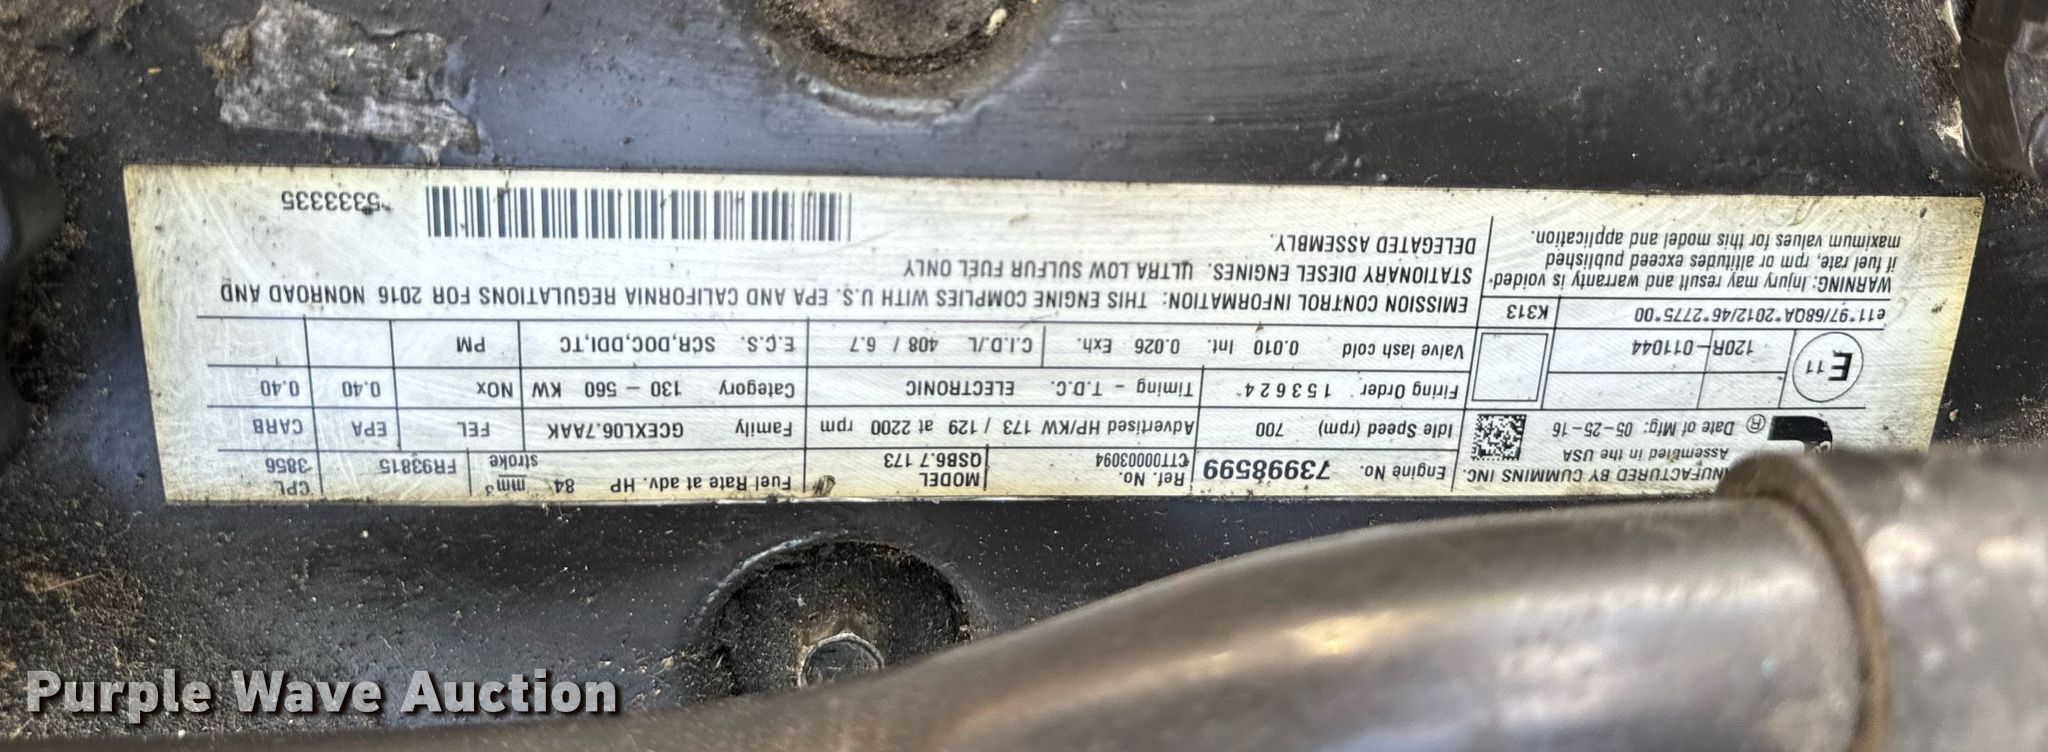 MANUFACTURED BY CUMMINS INC.
Assembled in the USA
® Date of Mfg: 05-25-16
Engine No. 73998599
Ref. No.
CTT00003094
MODEL
QSB6.7 173
Fuel Rate at adv. HP 84 mm³
stroke
FR93815
CPL
3856
Idle Speed (rpm) 700
Advertised HP/KW 173 / 129 at 2200 rpm
Family GCEXL06.7AAK
FEL
EPA
CARB
E 11
120R-011044
Firing Order 1 5 3 6 2 4
Timing - T.D.C. ELECTRONIC
Category 130 - 560 KW
NOx
0.40
0.40
Valve lash cold 0.010 Int. 0.026 Exh.
C.I.D./L 408 / 6.7
E.C.S. SCR,DOC,DDI,TC
PM
e11*97/68QA*2012/46*2775*00
K313
WARNING: Injury may result and warranty is voided
if fuel rate, rpm or altitudes exceed published
maximum values for this model and application.
EMISSION CONTROL INFORMATION: THIS ENGINE COMPLIES WITH U.S. EPA AND CALIFORNIA REGULATIONS FOR 2016 NONROAD AND
STATIONARY DIESEL ENGINES. ULTRA LOW SULFUR FUEL ONLY
DELEGATED ASSEMBLY.
5333335
Purple Wave Auction